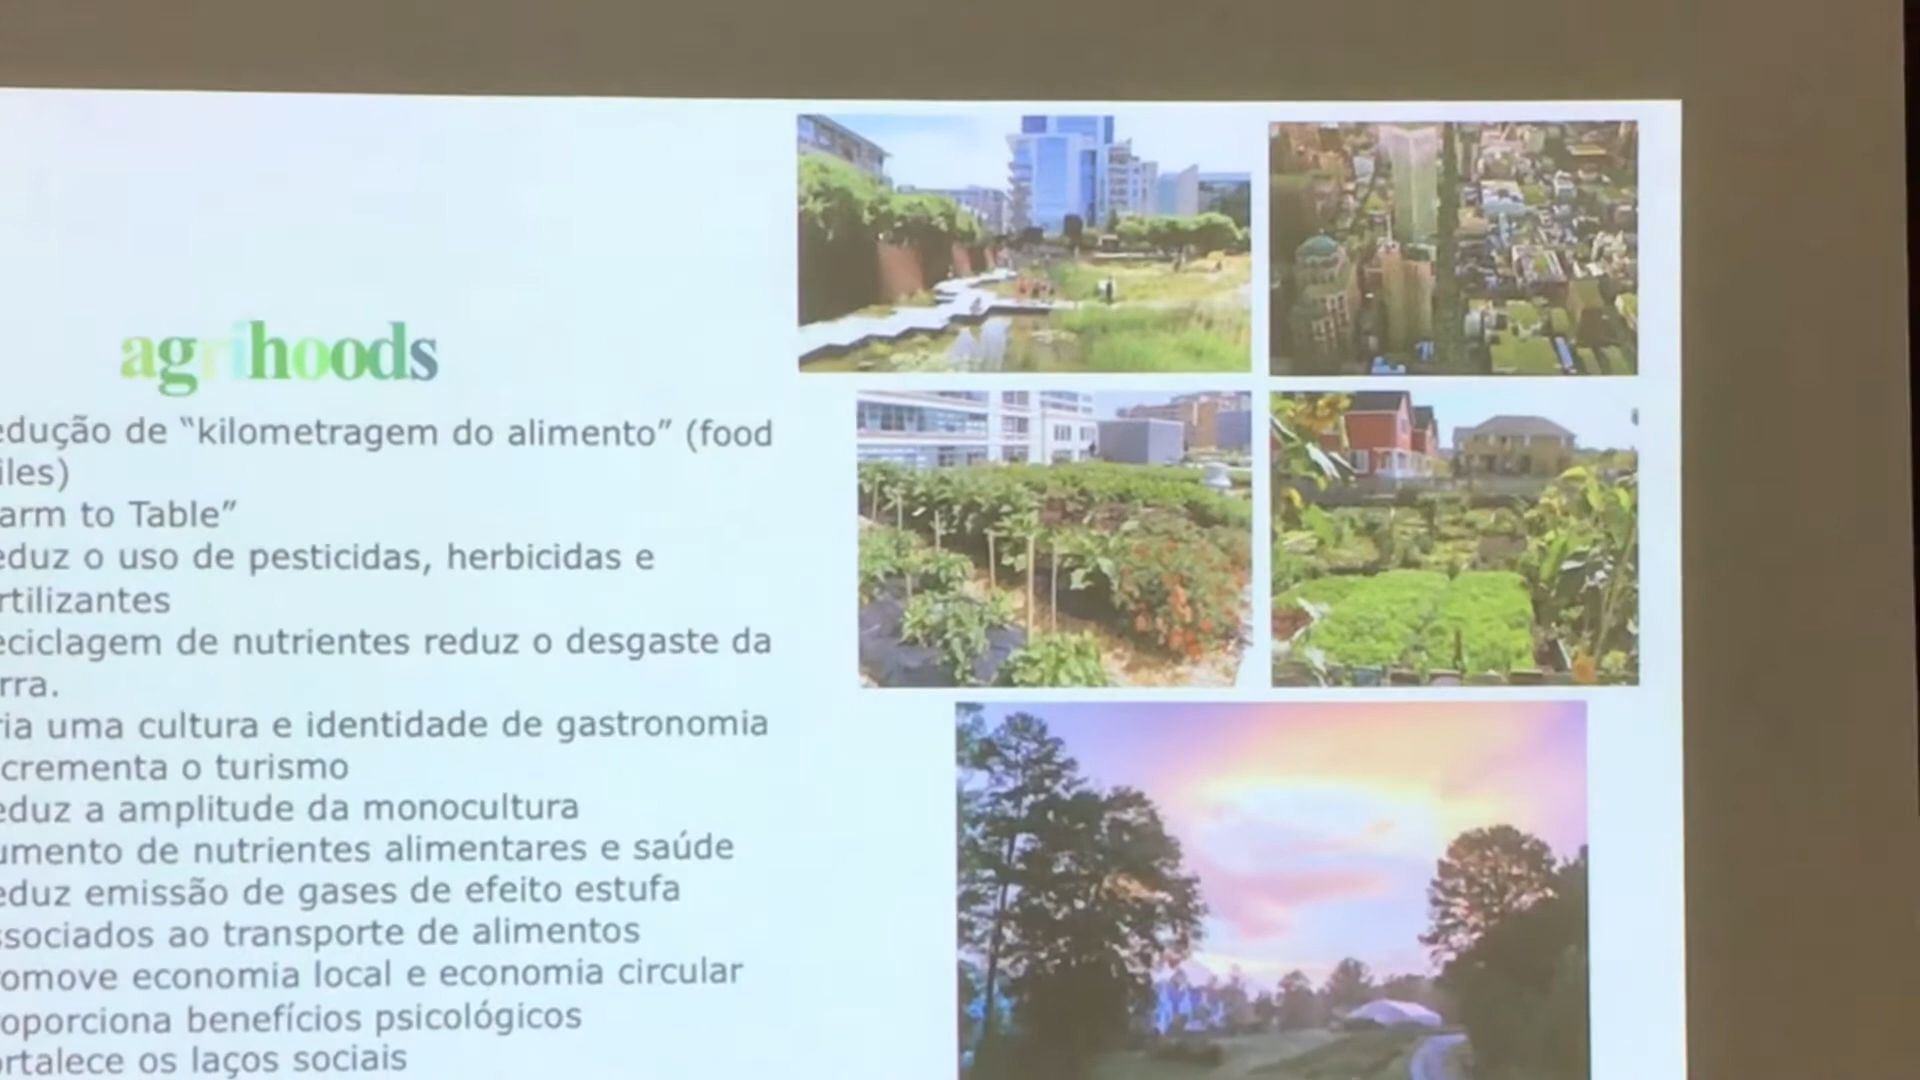 agrihoods
edução de “kilometragem do alimento” (food
iles)
arm to Table”
eduz o uso de pesticidas, herbicidas e
rtilizantes
eciclagem de nutrientes reduz o desgaste da
rra.
ria uma cultura e identidade de gastronomia
crementa o turismo
eduz a amplitude da monocultura
umento de nutrientes alimentares e saúde
eduz emissão de gases de efeito estufa
ssociados ao transporte de alimentos
omove economia local e economia circular
oporciona benefícios psicológicos
ortalece os laços sociais